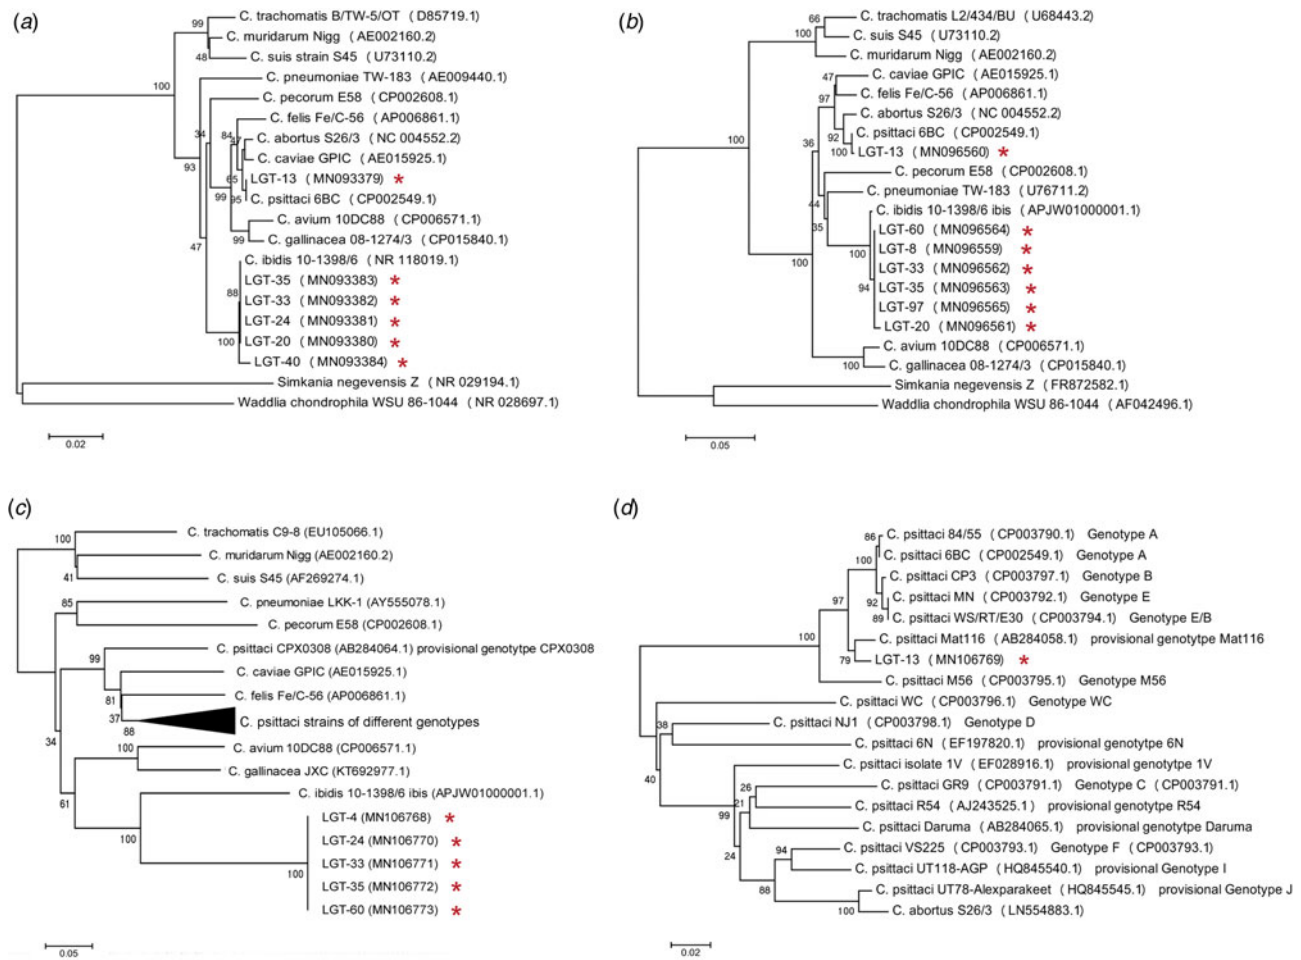 (a)
C. trachomatis B/TW-5/OT ( D85719.1)
C. muridarum Nigg ( AE002160.2)
C. suis strain S45 ( U73110.2)
C. pneumoniae TW-183 ( AE009440.1)
C. pecorum E58 ( CP002608.1)
C. felis Fe/C-56 ( AP006861.1)
C. abortus S26/3 ( NC 004552.2)
C. caviae GPIC ( AE015925.1)
LGT-13 ( MN093379) *
C. psittaci 6BC ( CP002549.1)
C. avium 10DC88 ( CP006571.1)
C. gallinacea 08-1274/3 ( CP015840.1)
C. ibidis 10-1398/6 ( NR 118019.1)
LGT-35 ( MN093383) *
LGT-33 ( MN093382) *
LGT-24 ( MN093381) *
LGT-20 ( MN093380) *
LGT-40 ( MN093384) *
Simkania negevensis Z ( NR 029194.1)
Waddlia chondrophila WSU 86-1044 ( NR 028697.1)
99
48
100
34
93
84
47
65
99
95
99
47
88
100
0.02
(b)
C. trachomatis L2/434/BU ( U68443.2)
C. suis S45 ( U73110.2)
C. muridarum Nigg ( AE002160.2)
C. caviae GPIC ( AE015925.1)
C. felis Fe/C-56 ( AP006861.1)
C. abortus S26/3 ( NC 004552.2)
C. psittaci 6BC ( CP002549.1)
LGT-13 ( MN096560) *
C. pecorum E58 ( CP002608.1)
C. pneumoniae TW-183 ( U76711.2)
C. ibidis 10-1398/6 ibis ( APJW01000001.1)
LGT-60 ( MN096564) *
LGT-8 ( MN096559) *
LGT-33 ( MN096562) *
LGT-35 ( MN096563) *
LGT-97 ( MN096565) *
LGT-20 ( MN096561) *
C. avium 10DC88 ( CP006571.1)
C. gallinacea 08-1274/3 ( CP015840.1)
Simkania negevensis Z ( FR872582.1)
Waddlia chondrophila WSU 86-1044 ( AF042496.1)
66
100
47
97
92
100
100
36
44
35
100
94
100
100
0.05
(c)
C. trachomatis C9-8 (EU105066.1)
C. muridarum Nigg (AE002160.2)
C. suis S45 (AF269274.1)
C. pneumoniae LKK-1 (AY555078.1)
C. pecorum E58 (CP002608.1)
C. psittaci CPX0308 (AB284064.1) provisional genotytpe CPX0308
C. caviae GPIC (AE015925.1)
C. felis Fe/C-56 (AP006861.1)
C. psittaci strains of different genotypes
C. avium 10DC88 (CP006571.1)
C. gallinacea JXC (KT692977.1)
C. ibidis 10-1398/6 ibis (APJW01000001.1)
LGT-4 (MN106768) *
LGT-24 (MN106770) *
LGT-33 (MN106771) *
LGT-35 (MN106772) *
LGT-60 (MN106773) *
100
41
85
99
81
37
88
34
100
61
100
100
0.05
(d)
C. psittaci 84/55 ( CP003790.1) Genotype A
C. psittaci 6BC ( CP002549.1) Genotype A
C. psittaci CP3 ( CP003797.1) Genotype B
C. psittaci MN ( CP003792.1) Genotype E
C. psittaci WS/RT/E30 ( CP003794.1) Genotype E/B
C. psittaci Mat116 ( AB284058.1) provisional genotytpe Mat116
LGT-13 ( MN106769) *
C. psittaci M56 ( CP003795.1) Genotype M56
C. psittaci WC ( CP003796.1) Genotype WC
C. psittaci NJ1 ( CP003798.1) Genotype D
C. psittaci 6N ( EF197820.1) provisional genotytpe 6N
C. psittaci isolate 1V ( EF028916.1) provisional genotytpe 1V
C. psittaci GR9 ( CP003791.1) Genotype C ( CP003791.1)
C. psittaci R54 ( AJ243525.1) provisional genotytpe R54
C. psittaci Daruma ( AB284065.1) provisional genotytpe Daruma
C. psittaci VS225 ( CP003793.1) Genotype F ( CP003793.1)
C. psittaci UT118-AGP ( HQ845540.1) provisional Genotype I
C. psittaci UT78-Alexparakeet ( HQ845545.1) provisional Genotype J
C. abortus S26/3 ( LN554883.1)
86
100
92
89
97
100
79
38
40
26
21
99
24
94
88
100
0.02